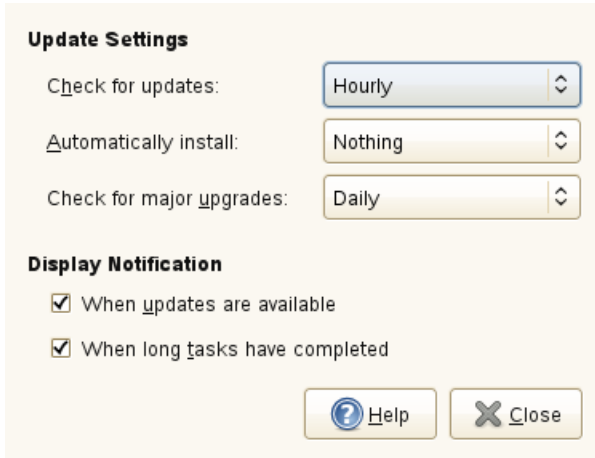 Update Settings
Check for updates: Hourly
Automatically install: Nothing
Check for major upgrades: Daily
Display Notification
When updates are available
When long tasks have completed
Help Close